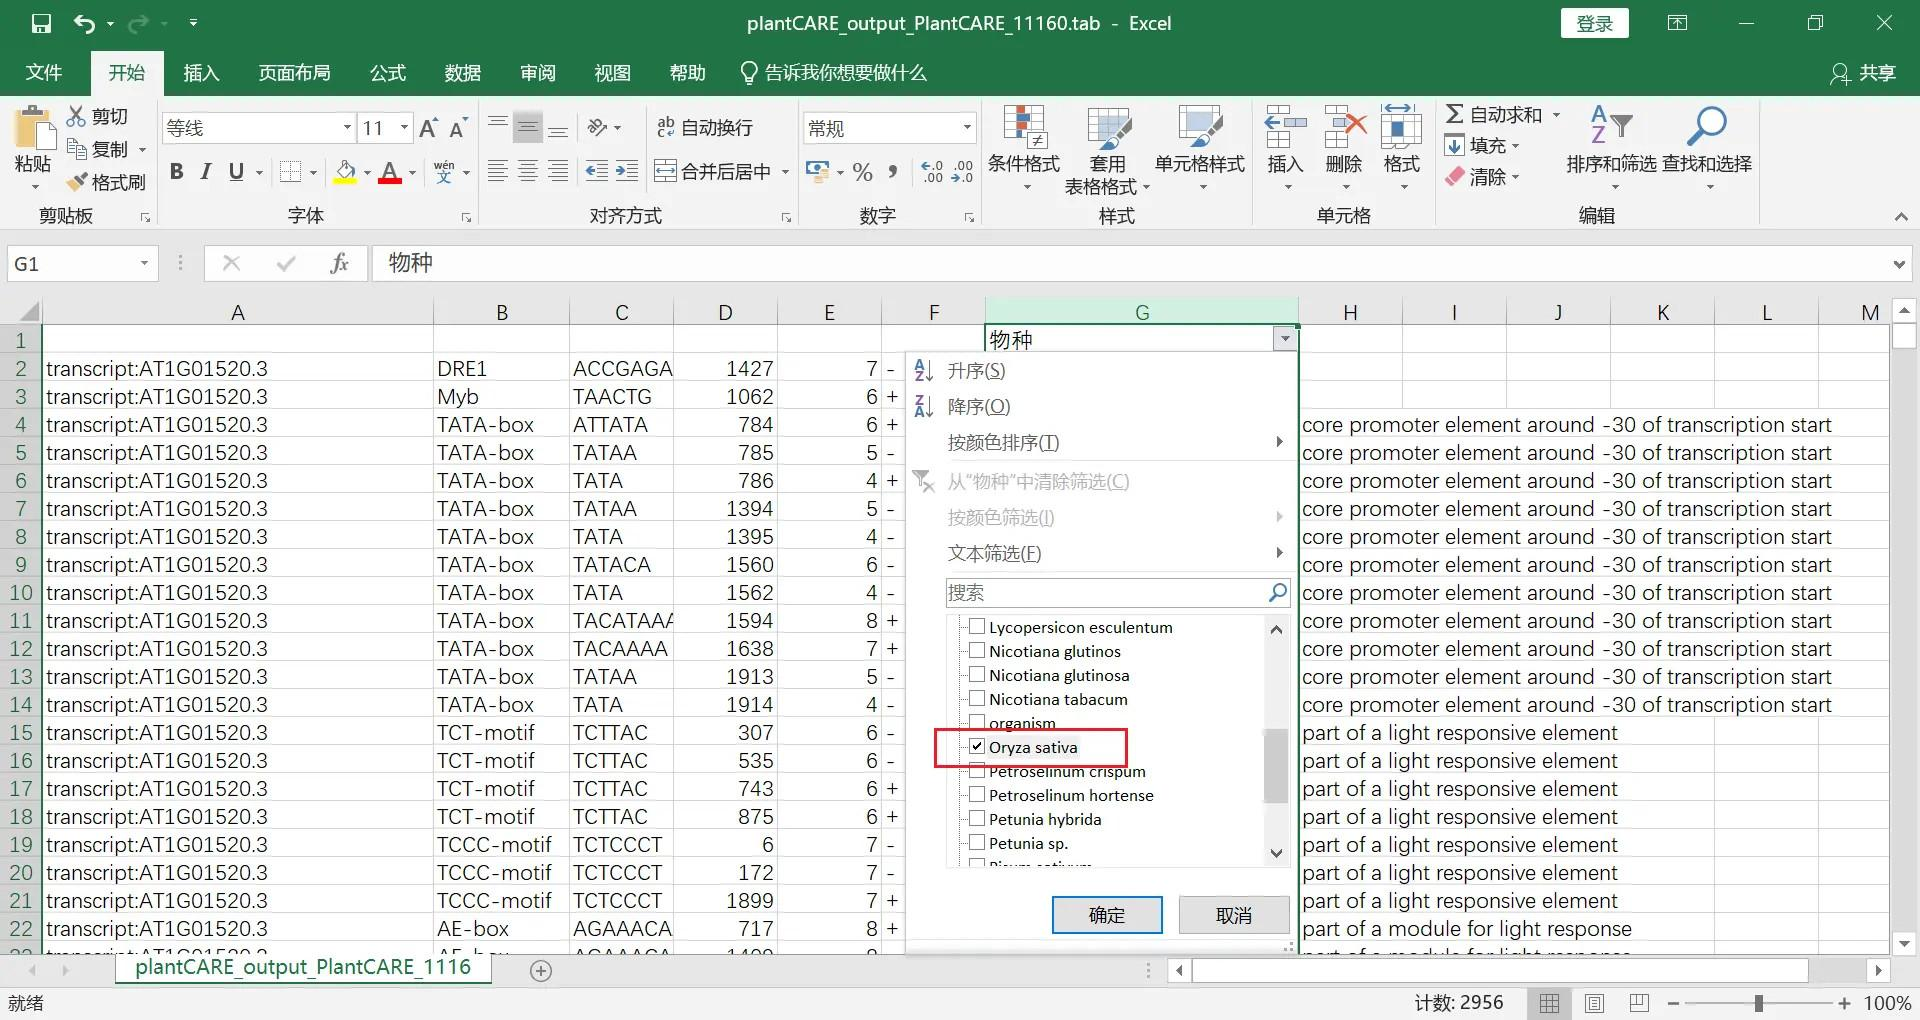 plantCARE_output_PlantCARE_11160.tab - Excel
登录
文件 开始 插入 页面布局 公式 数据 审阅 视图 帮助 告诉我你想要做什么 共享
粘贴 剪切 复制 格式刷 剪贴板
等线 11 A A B I U A wén 文 字体
ab 自动换行 合并后居中 对齐方式
常规 % , .00 .00 数字
条件格式 套用 表格格式 单元格样式 样式
插入 删除 格式 单元格
Σ 自动求和 填充 清除 排序和筛选 查找和选择 编辑
G1 fx 物种
A B C D E F G H I J K L M
1 物种
2 transcript:AT1G01520.3 DRE1 ACCGAGA 1427 7 -
3 transcript:AT1G01520.3 Myb TAACTG 1062 6 +
4 transcript:AT1G01520.3 TATA-box ATTATA 784 6 + core promoter element around -30 of transcription start
5 transcript:AT1G01520.3 TATA-box TATAA 785 5 - core promoter element around -30 of transcription start
6 transcript:AT1G01520.3 TATA-box TATA 786 4 + core promoter element around -30 of transcription start
7 transcript:AT1G01520.3 TATA-box TATAA 1394 5 - core promoter element around -30 of transcription start
8 transcript:AT1G01520.3 TATA-box TATA 1395 4 - core promoter element around -30 of transcription start
9 transcript:AT1G01520.3 TATA-box TATACA 1560 6 - core promoter element around -30 of transcription start
10 transcript:AT1G01520.3 TATA-box TATA 1562 4 - core promoter element around -30 of transcription start
11 transcript:AT1G01520.3 TATA-box TACATAAA 1594 8 + core promoter element around -30 of transcription start
12 transcript:AT1G01520.3 TATA-box TACAAAA 1638 7 + core promoter element around -30 of transcription start
13 transcript:AT1G01520.3 TATA-box TATAA 1913 5 - core promoter element around -30 of transcription start
14 transcript:AT1G01520.3 TATA-box TATA 1914 4 - core promoter element around -30 of transcription start
15 transcript:AT1G01520.3 TCT-motif TCTTAC 307 6 - part of a light responsive element
16 transcript:AT1G01520.3 TCT-motif TCTTAC 535 6 - part of a light responsive element
17 transcript:AT1G01520.3 TCT-motif TCTTAC 743 6 + part of a light responsive element
18 transcript:AT1G01520.3 TCT-motif TCTTAC 875 6 + part of a light responsive element
19 transcript:AT1G01520.3 TCCC-motif TCTCCCT 6 7 - part of a light responsive element
20 transcript:AT1G01520.3 TCCC-motif TCTCCCT 172 7 - part of a light responsive element
21 transcript:AT1G01520.3 TCCC-motif TCTCCCT 1899 7 + part of a light responsive element
22 transcript:AT1G01520.3 AE-box AGAAACA 717 8 + part of a module for light response
升序(S)
降序(O)
按颜色排序(T)
从"物种"中清除筛选(C)
按颜色筛选(I)
文本筛选(F)
搜索
Lycopersicon esculentum
Nicotiana glutinos
Nicotiana glutinosa
Nicotiana tabacum
organism
Oryza sativa
Petroselinum crispum
Petroselinum hortense
Petunia hybrida
Petunia sp.
确定 取消
plantCARE_output_PlantCARE_1116
就绪 计数: 2956 100%